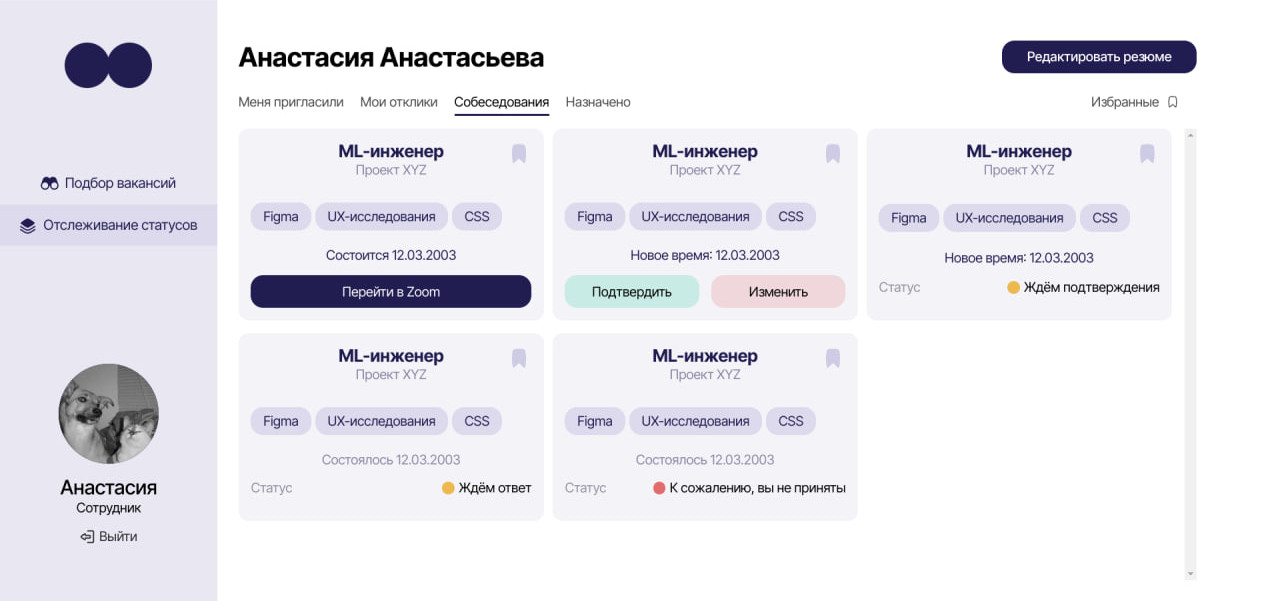 Анастасия Анастасьева
Редактировать резюме
Меня пригласили Мои отклики Собеседования Назначено Избранные
Подбор вакансий
Отслеживание статусов
ML-инженер
Проект XYZ
Figma UX-исследования CSS
Состоится 12.03.2003
Перейти в Zoom
ML-инженер
Проект XYZ
Figma UX-исследования CSS
Новое время: 12.03.2003
Подтвердить Изменить
ML-инженер
Проект XYZ
Figma UX-исследования CSS
Новое время: 12.03.2003
Статус Ждём подтверждения
ML-инженер
Проект XYZ
Figma UX-исследования CSS
Состоялось 12.03.2003
Статус Ждём ответ
ML-инженер
Проект XYZ
Figma UX-исследования CSS
Состоялось 12.03.2003
Статус К сожалению, вы не приняты
Анастасия
Сотрудник
Выйти